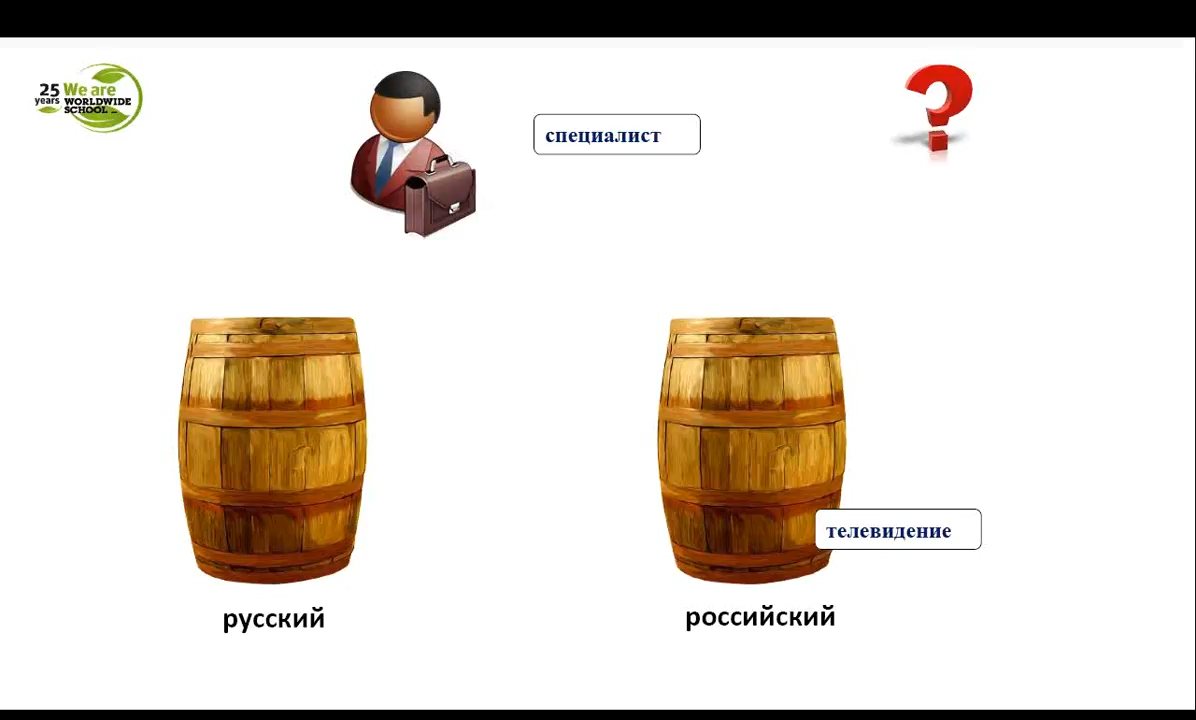 25 We are
years WORLDWIDE
SCHOOL ...
специалист
телевидение
русский
российский